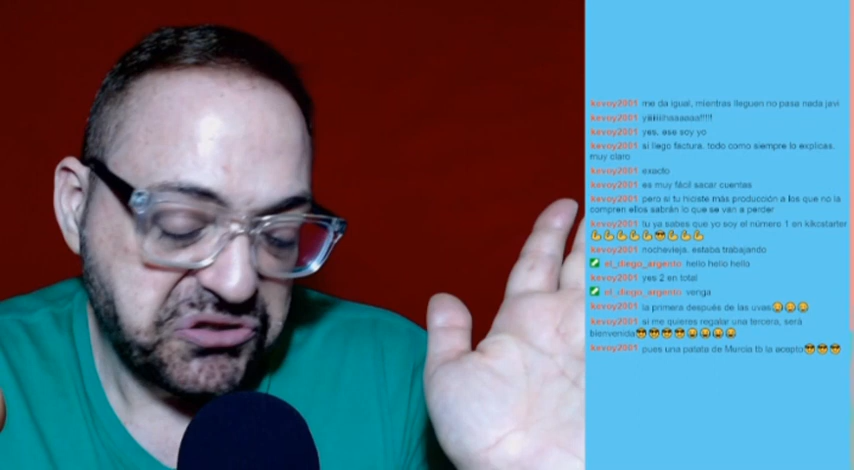 kevoy2001 me da igual, mientras lleguen no pasa nada javi
kevoy2001 yiiiiiiihaaaaaa!!!!!
kevoy2001 yes, ese soy yo
kevoy2001 si llego factura. todo como siempre lo explicas.
muy claro
kevoy2001 exacto
kevoy2001 es muy fácil sacar cuentas
kevoy2001 pero si tu hiciste más producción a los que no la
compren ellos sabrán lo que se van a perder
kevoy2001 tu ya sabes que yo soy el número 1 en kikcstarter
💪💪💪💪💪😎💪💪💪
kevoy2001 nochevieja, estaba trabajando
el_diego_argento hello hello hello
kevoy2001 yes 2 en total
el_diego_argento venga
kevoy2001 la primera después de las uvas
kevoy2001 si me quieres regalar una tercera, será
bienvenida
kevoy2001 pues una patata de Murcia tb la acepto😎😎😎